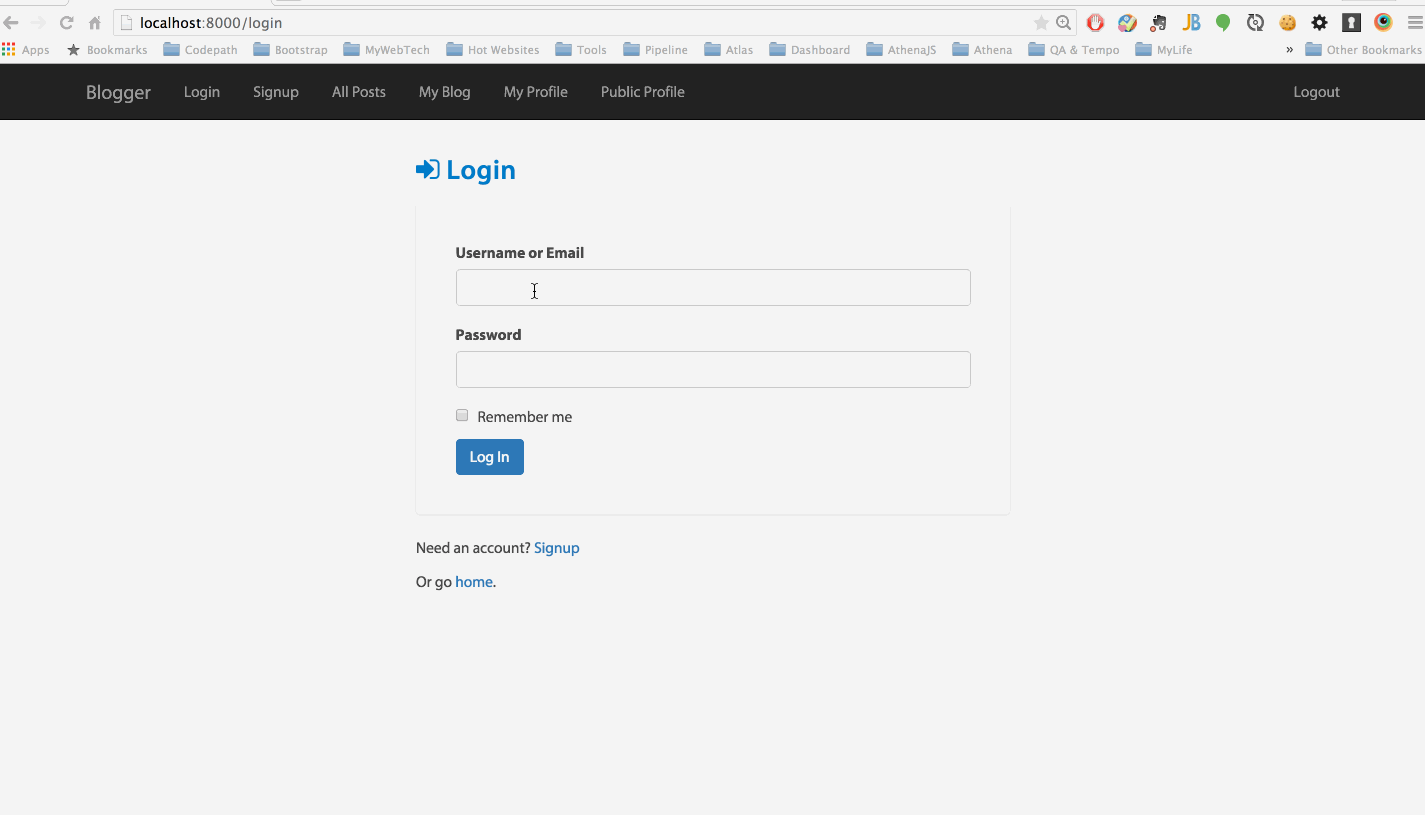 localhost:8000/login
Apps Bookmarks Codepath Bootstrap MyWebTech Hot Websites Tools Pipeline Atlas Dashboard AthenaJS Athena QA & Tempo MyLife » Other Bookmarks
Blogger Login Signup All Posts My Blog My Profile Public Profile Logout
Login
Username or Email
Password
Remember me
Log In
Need an account? Signup
Or go home.